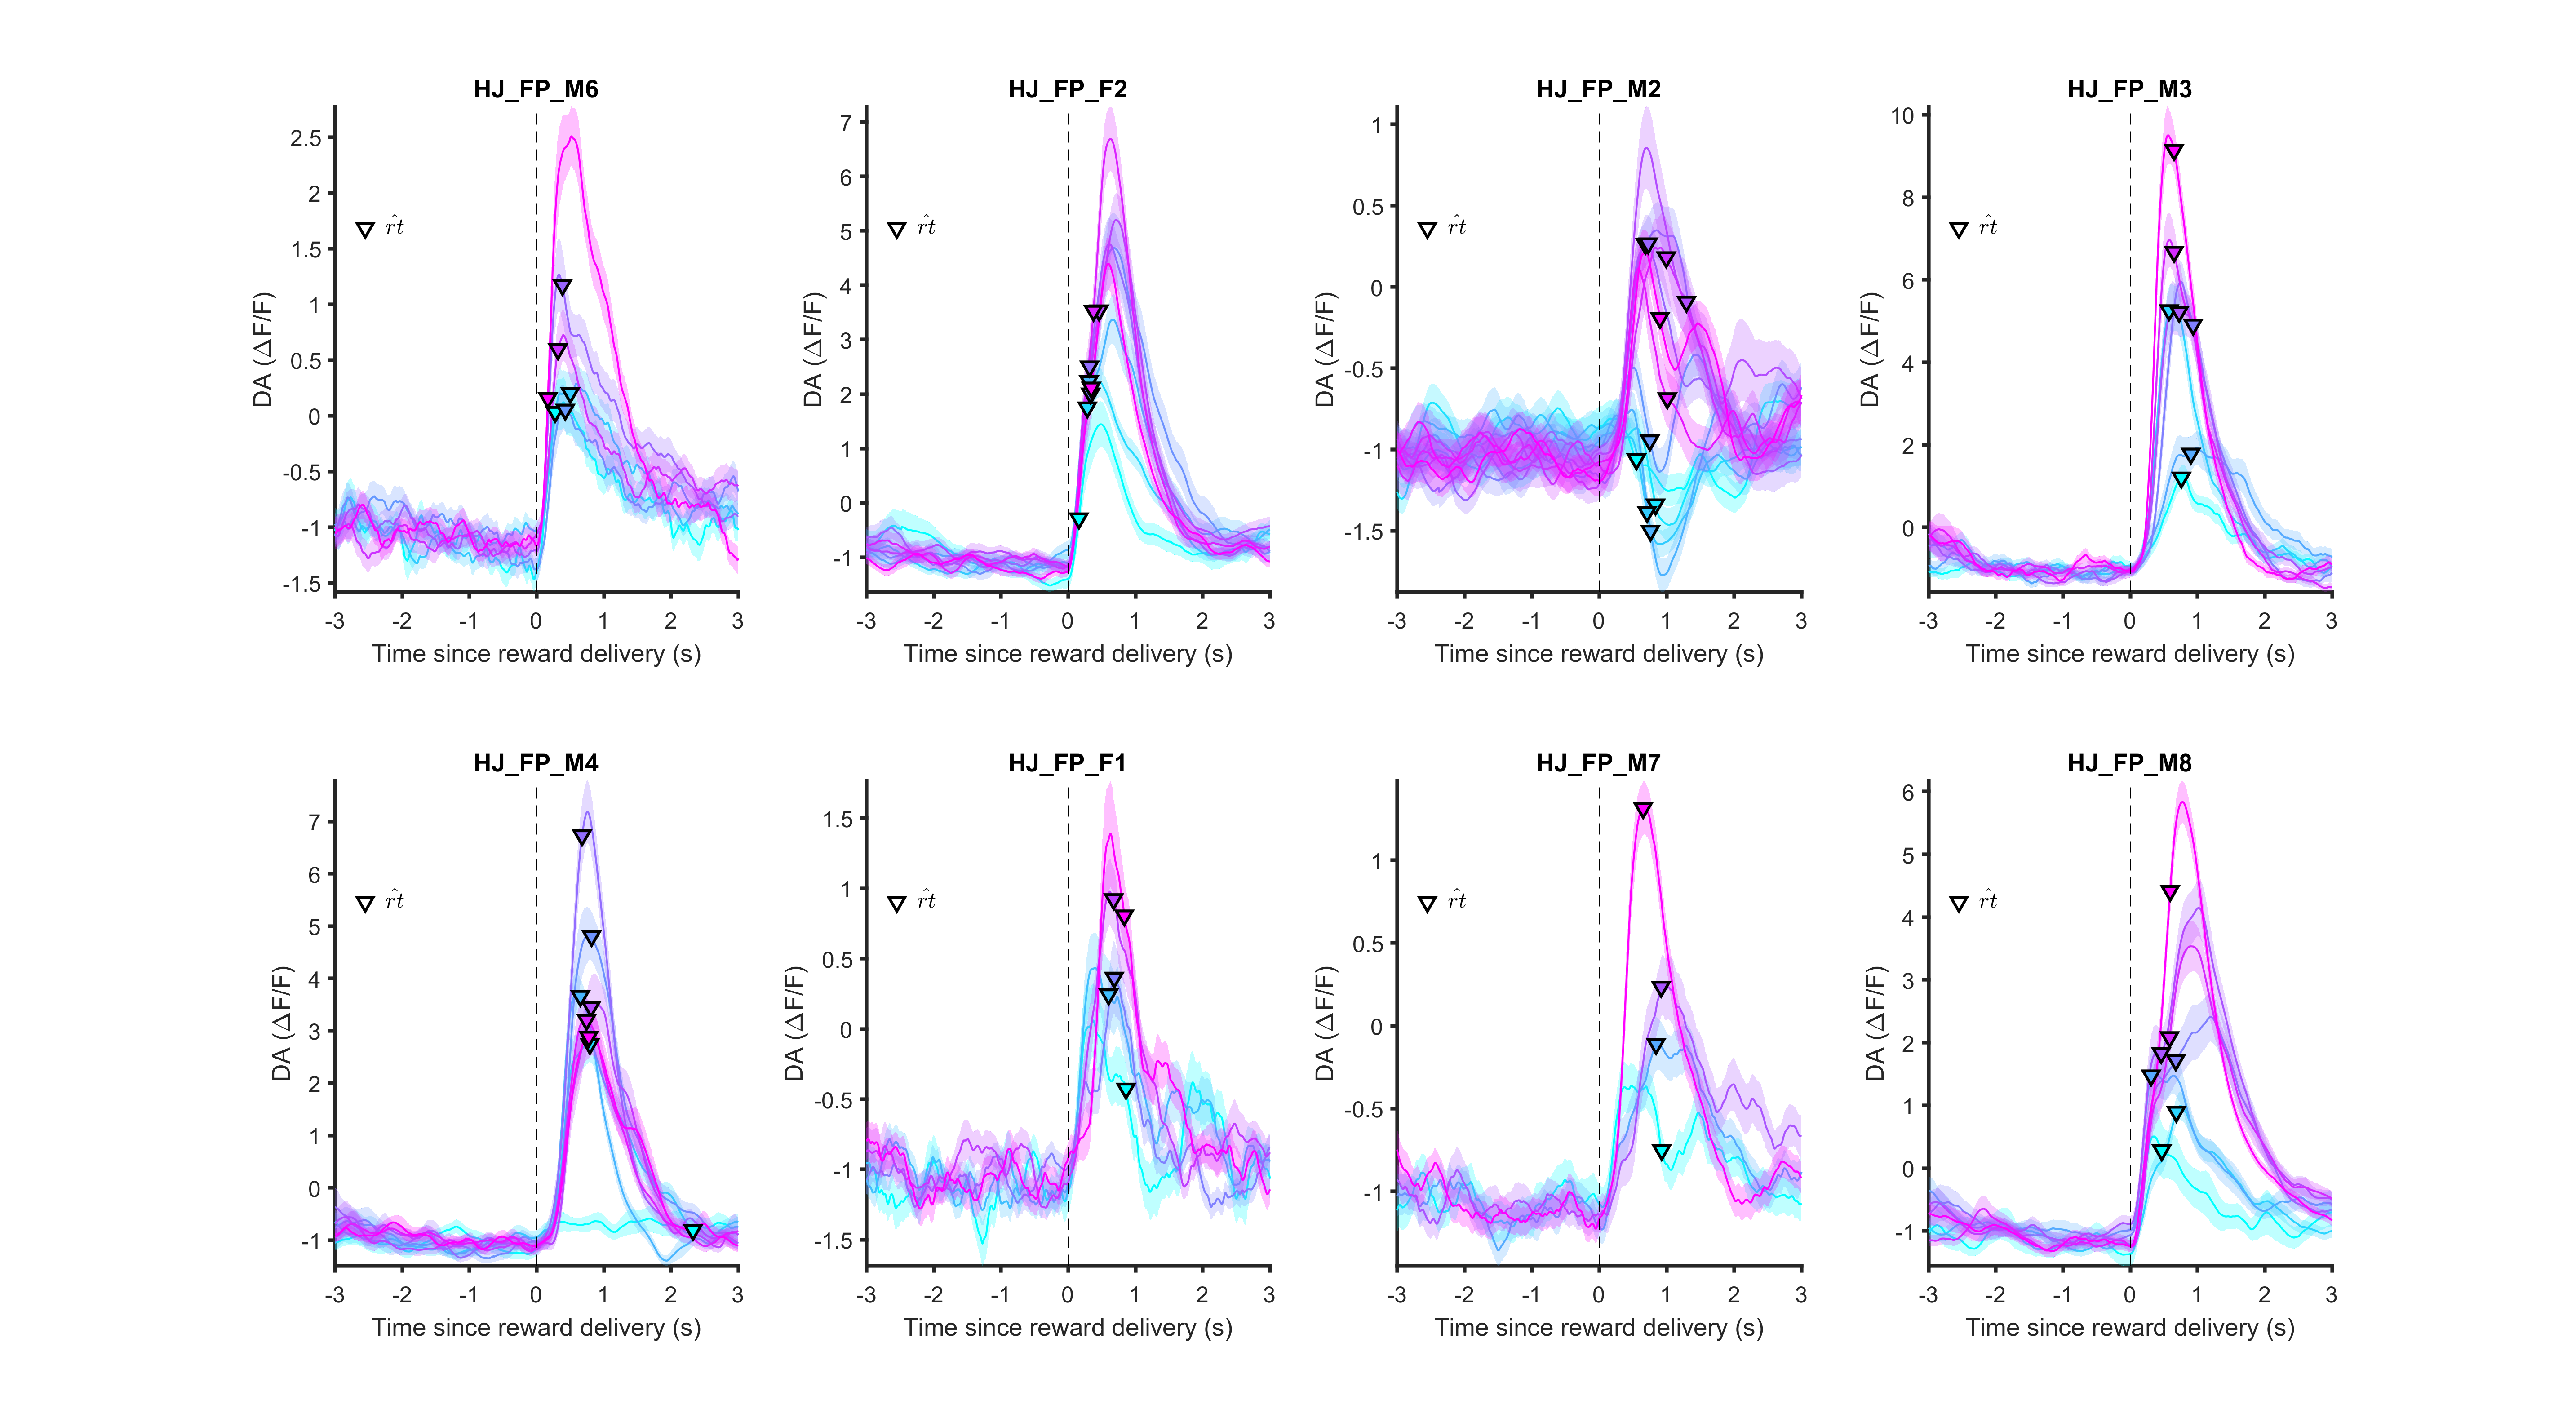 HJ_FP_M6
2.5
2
1.5
1
0.5
0
-0.5
-1
-1.5
DA (ΔF/F)
r̂t
-3 -2 -1 0 1 2 3
Time since reward delivery (s)
HJ_FP_F2
7
6
5
4
3
2
1
0
-1
DA (ΔF/F)
r̂t
-3 -2 -1 0 1 2 3
Time since reward delivery (s)
HJ_FP_M2
1
0.5
0
-0.5
-1
-1.5
DA (ΔF/F)
r̂t
-3 -2 -1 0 1 2 3
Time since reward delivery (s)
HJ_FP_M3
10
8
6
4
2
0
DA (ΔF/F)
r̂t
-3 -2 -1 0 1 2 3
Time since reward delivery (s)
HJ_FP_M4
7
6
5
4
3
2
1
0
-1
DA (ΔF/F)
r̂t
-3 -2 -1 0 1 2 3
Time since reward delivery (s)
HJ_FP_F1
1.5
1
0.5
0
-0.5
-1
-1.5
DA (ΔF/F)
r̂t
-3 -2 -1 0 1 2 3
Time since reward delivery (s)
HJ_FP_M7
1
0.5
0
-0.5
-1
DA (ΔF/F)
r̂t
-3 -2 -1 0 1 2 3
Time since reward delivery (s)
HJ_FP_M8
6
5
4
3
2
1
0
-1
DA (ΔF/F)
r̂t
-3 -2 -1 0 1 2 3
Time since reward delivery (s)